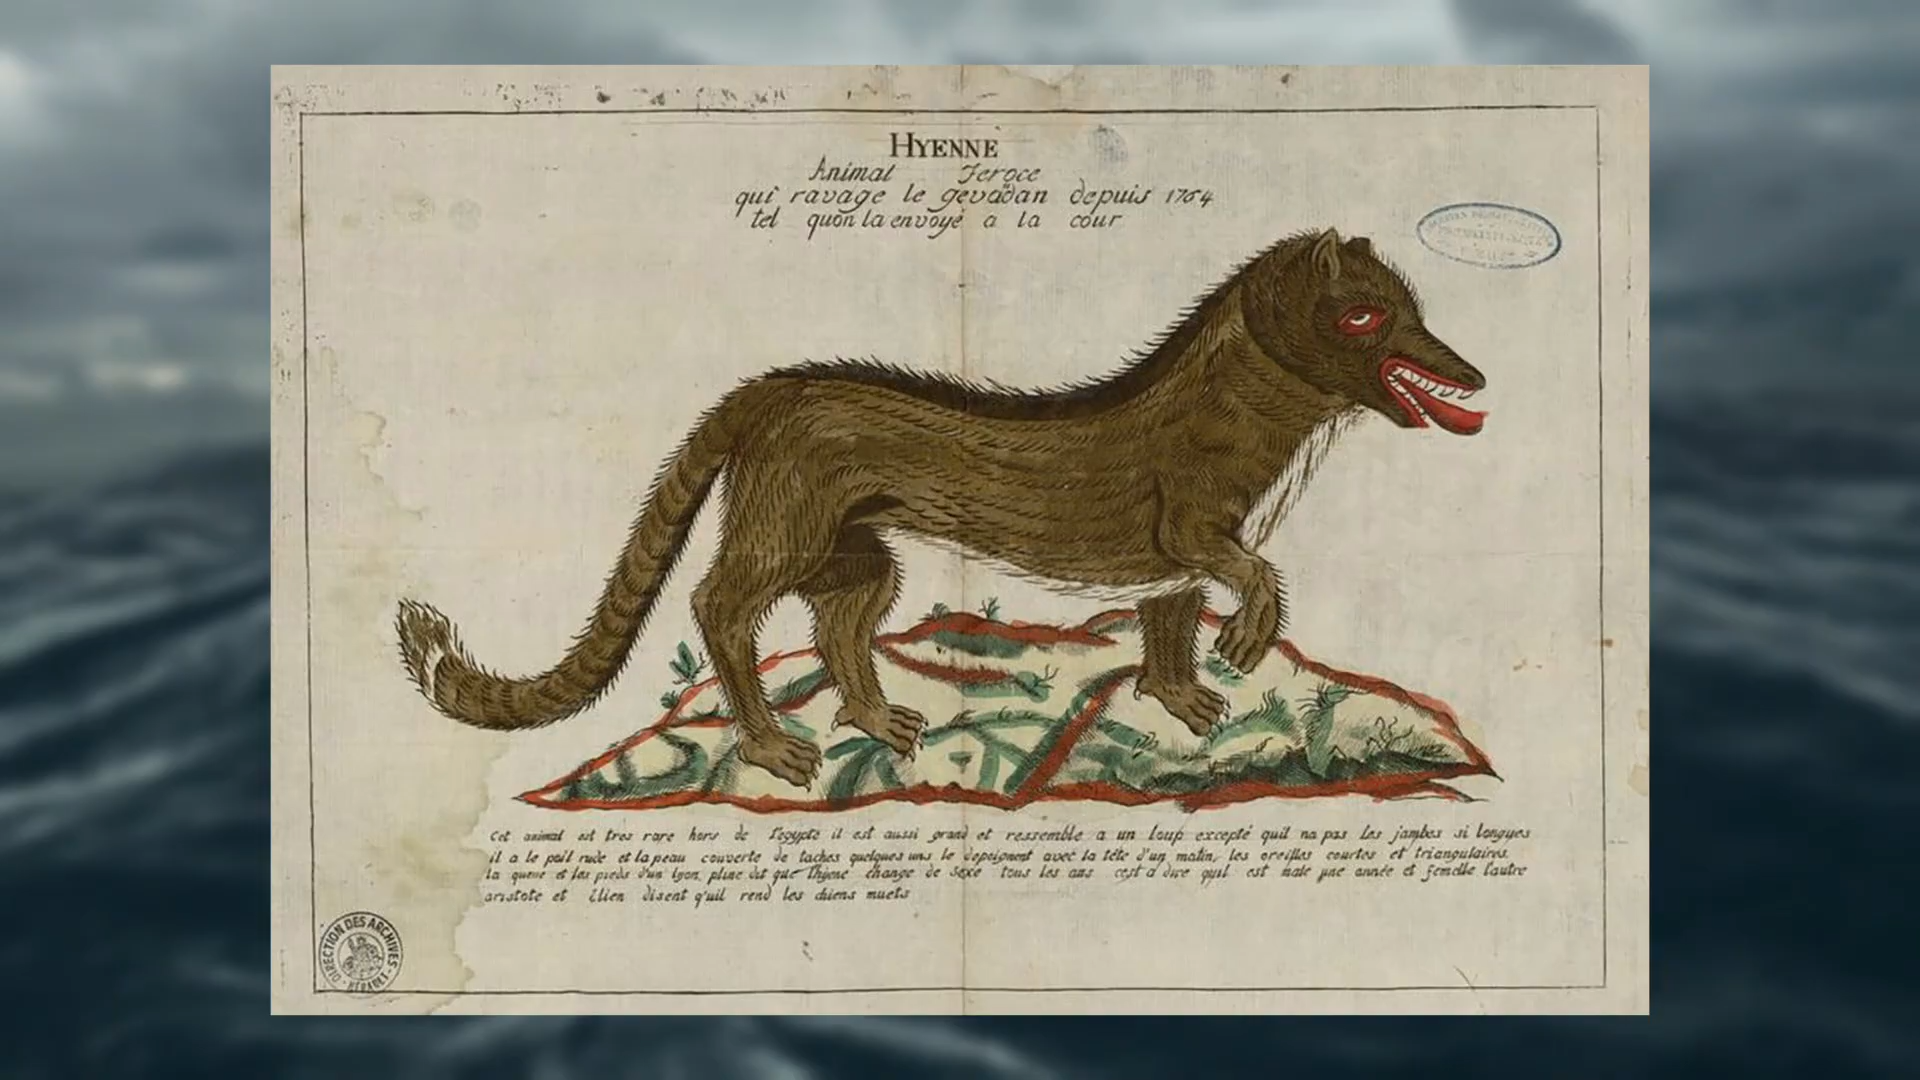 HYENNE
Animal Feroce
qui ravage le gevaudan depuis 1764
tel quon la envoyé a la cour
Cet animal est tres rare hors de l'egypte il est aussi grand et ressemble a un loup excepté quil na pas les jambes si longues
il a le poil rude et la peau couverte de taches quelques uns le depeignent avec la tête d'un matin, les oreilles courtes et triangulaires.
la queue et les pieds d'un lyon, pline dit que l'hyene change de sexe tous les ans cest a dire quil est male une année et femelle l'autre
aristote et Elien disent q'uil rend les chiens muets
DIRECTION DES ARCHIVES
HERAULT